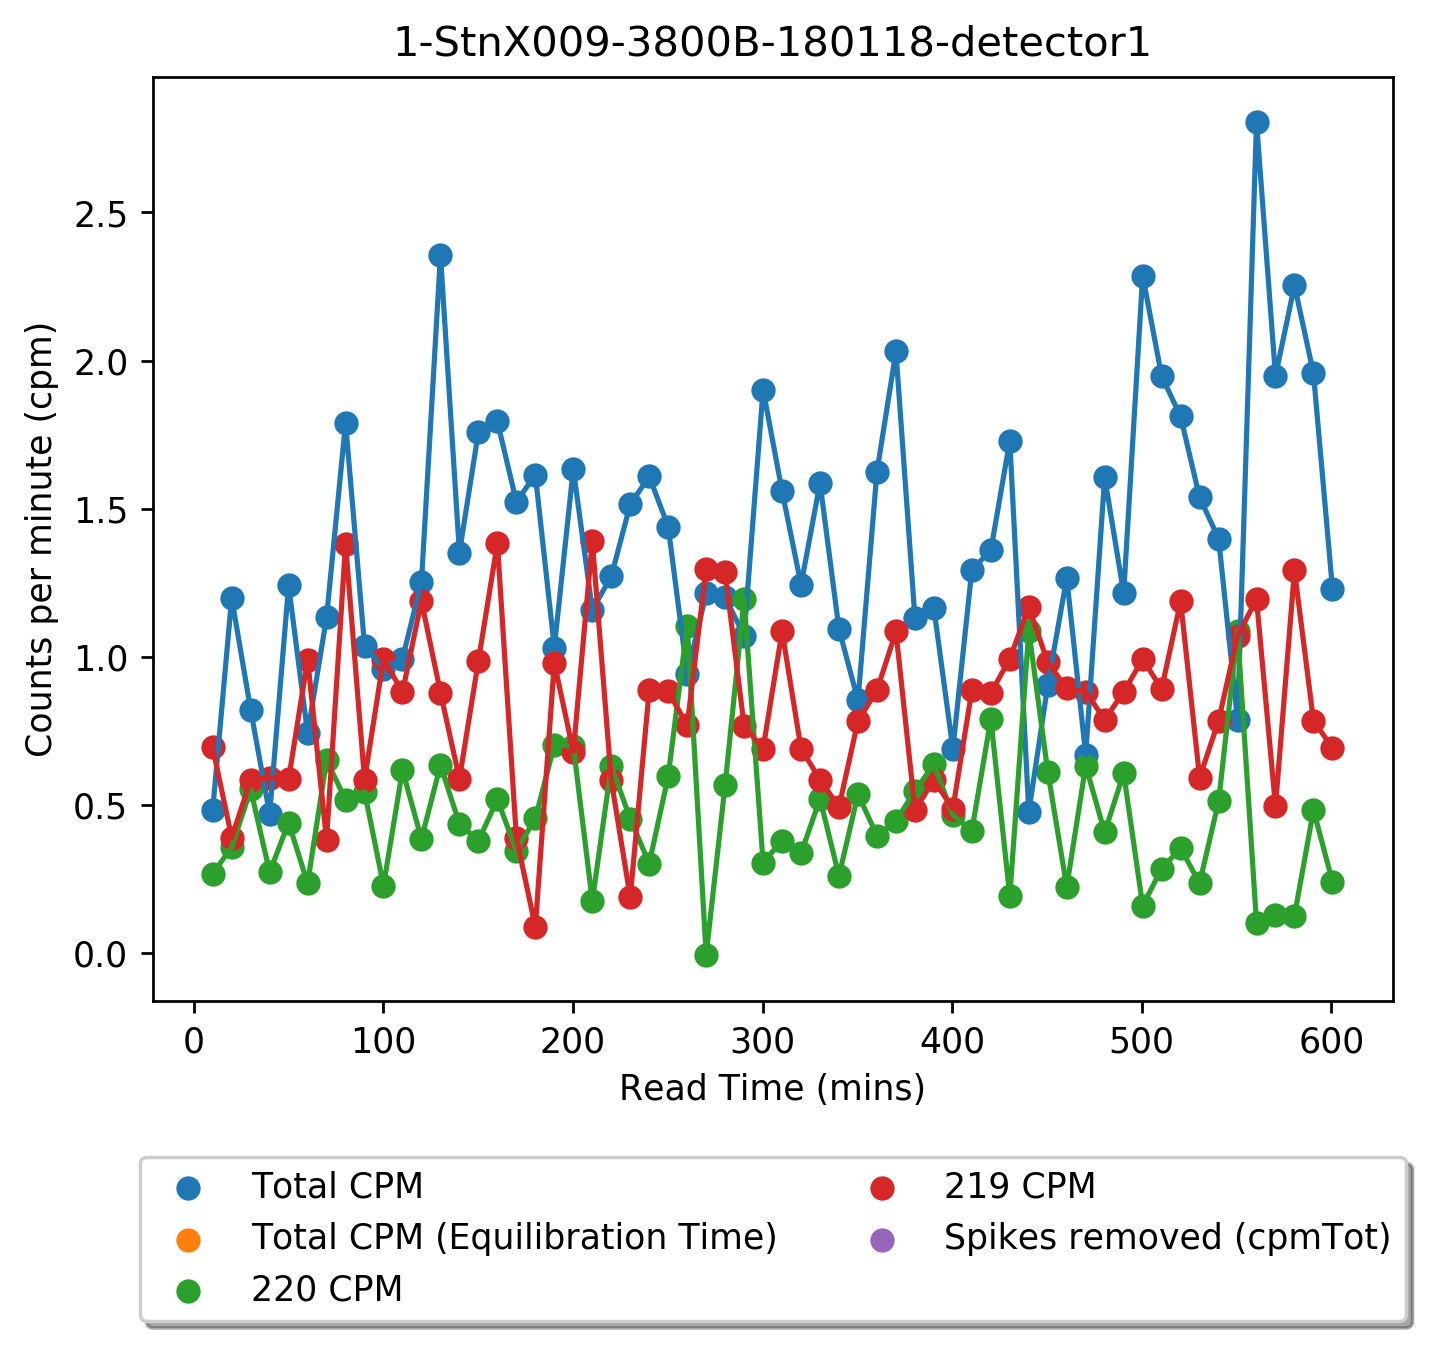 1-StnX009-3800B-180118-detector1
Counts per minute (cpm)
2.5
2.0
1.5
1.0
0.5
0.0
0 100 200 300 400 500 600
Read Time (mins)
Total CPM
Total CPM (Equilibration Time)
220 CPM
219 CPM
Spikes removed (cpmTot)